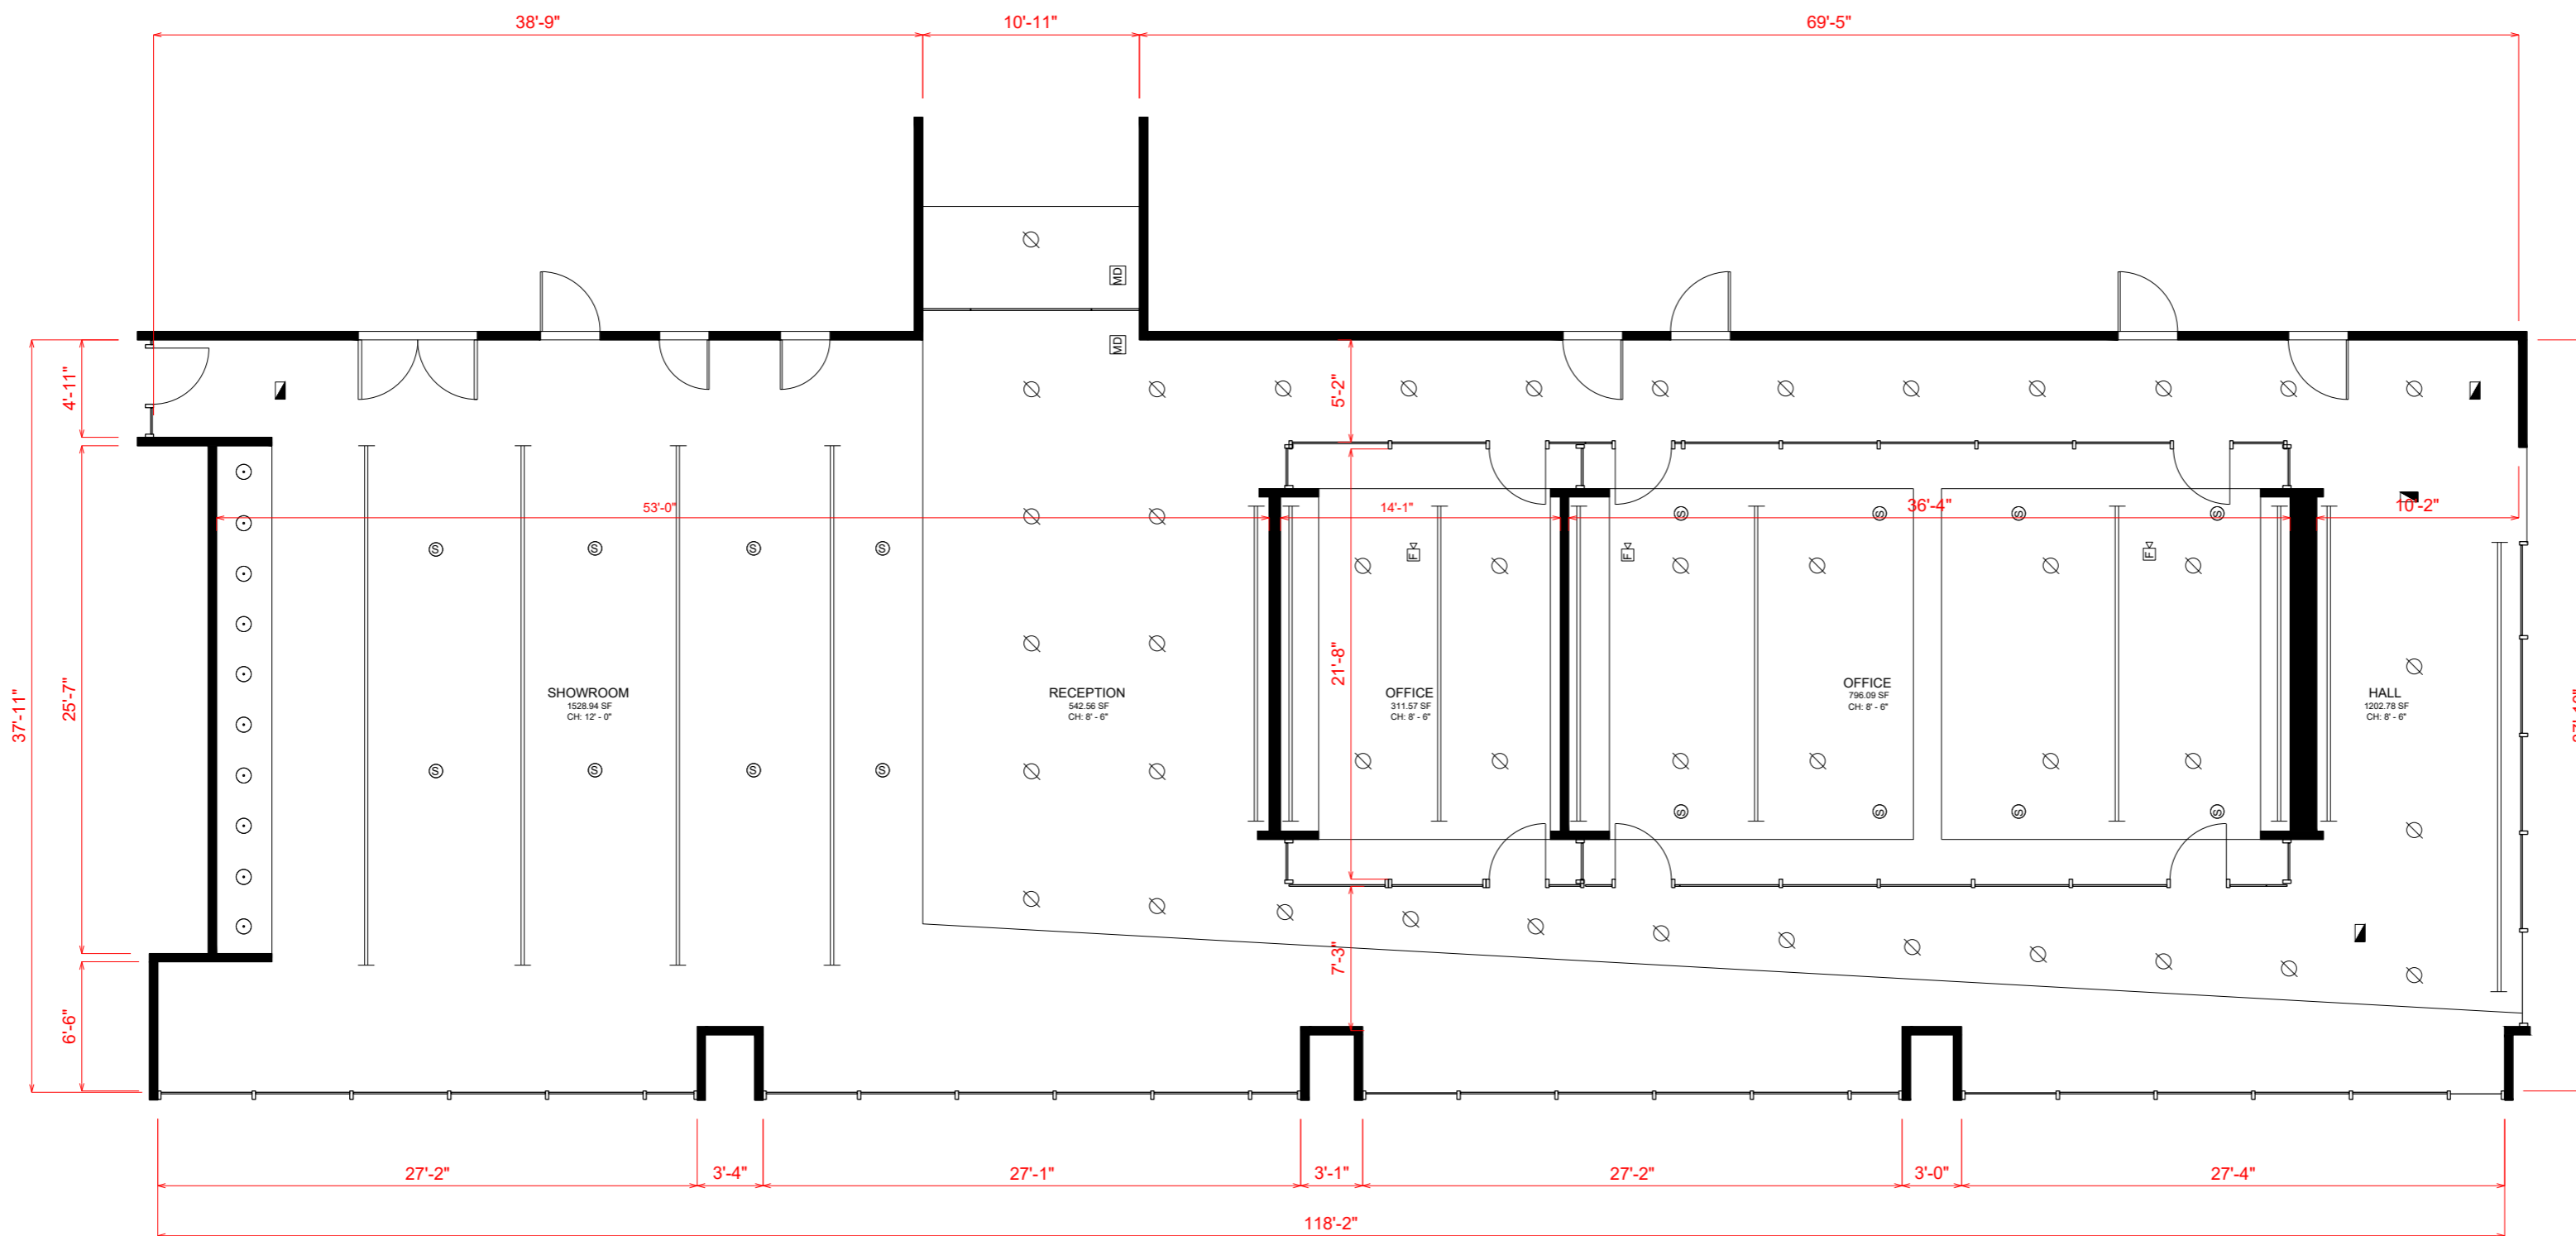 38'-9"
10'-11"
69'-5"
MD
MD
4'-11"
5'-2"
53'-0"
14'-1"
36'-4"
10'-2"
S
S
S
S
S
S
S
S
F
F
F
37'-11"
25'-7"
21'-8"
SHOWROOM
1528.94 SF
CH: 12' - 0"
RECEPTION
542.56 SF
CH: 8' - 6"
OFFICE
311.57 SF
CH: 8' - 6"
OFFICE
796.09 SF
CH: 8' - 6"
HALL
1202.78 SF
CH: 8' - 6"
S
S
S
S
S
S
S
S
7'-3"
6'-6"
27'-2"
3'-4"
27'-1"
3'-1"
27'-2"
3'-0"
27'-4"
118'-2"